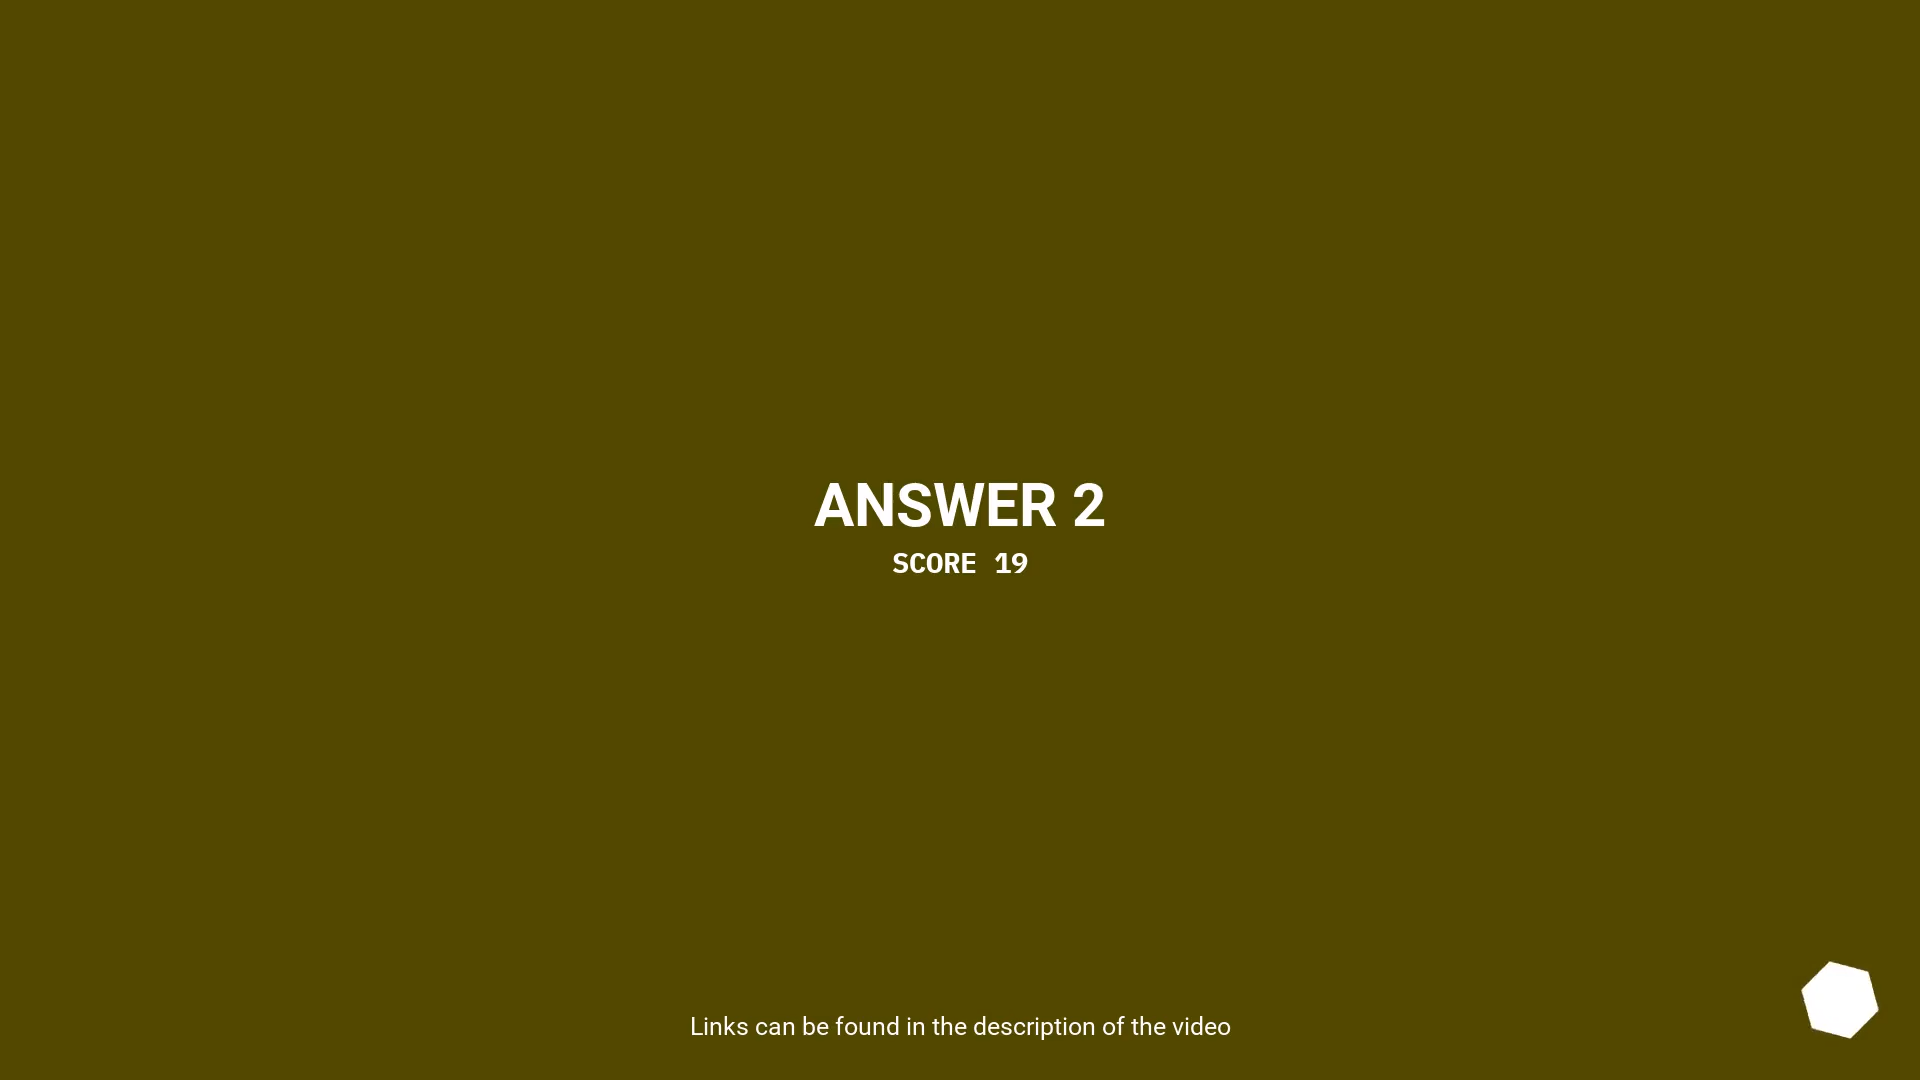 ANSWER 2
SCORE 19
Links can be found in the description of the video